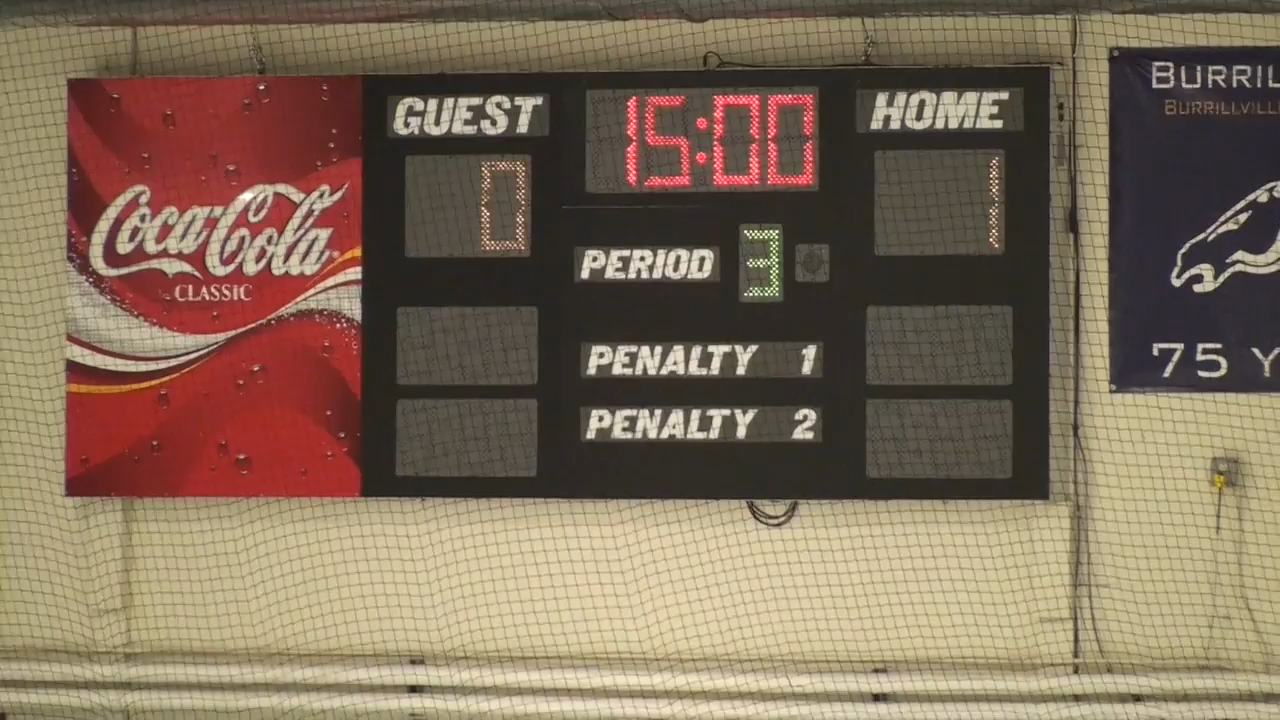 GUEST
15:00
HOME
0
1
PERIOD 3
PENALTY 1
PENALTY 2
Coca-Cola
CLASSIC
BURRIL
BURRILLVILL
75 Y